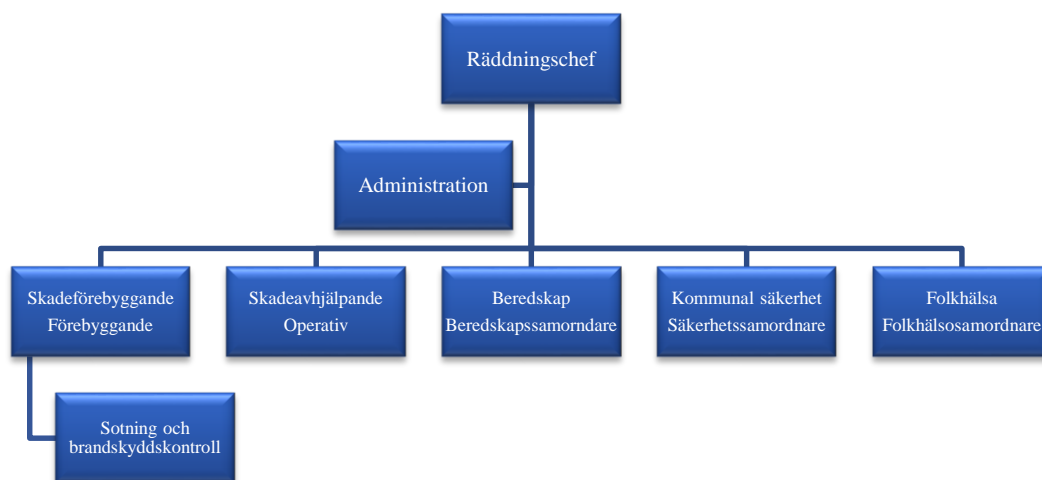 Räddningschef
Administration
Skadeförebyggande
Förebyggande
Skadeavhjälpande
Operativ
Beredskap
Beredskapssamorndare
Kommunal säkerhet
Säkerhetssamordnare
Folkhälsa
Folkhälsosamordnare
Sotning och
brandskyddskontroll